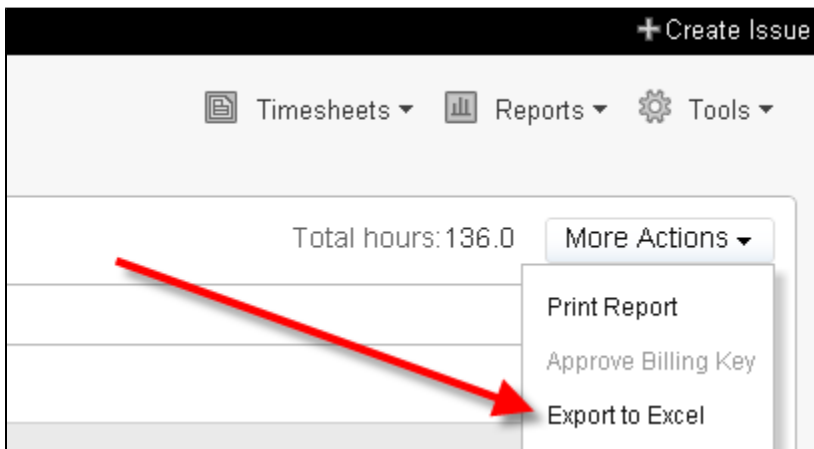 Create Issue
Timesheets Reports Tools
Total hours: 136.0 More Actions
Print Report
Approve Billing Key
Export to Excel